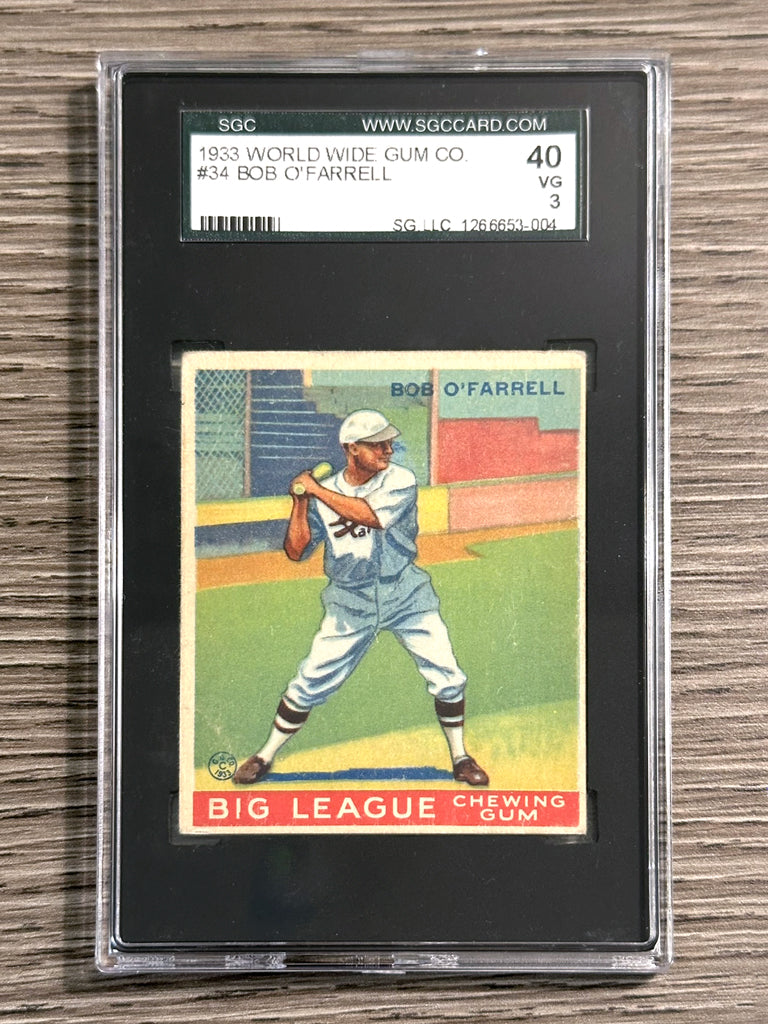 SGC WWW.SGCCARD.COM
1933 WORLD WIDE GUM CO. 40
#34 BOB O'FARRELL VG
3
SG LLC 1266653-004
BOB O'FARRELL
1933
BIG LEAGUE CHEWING
GUM